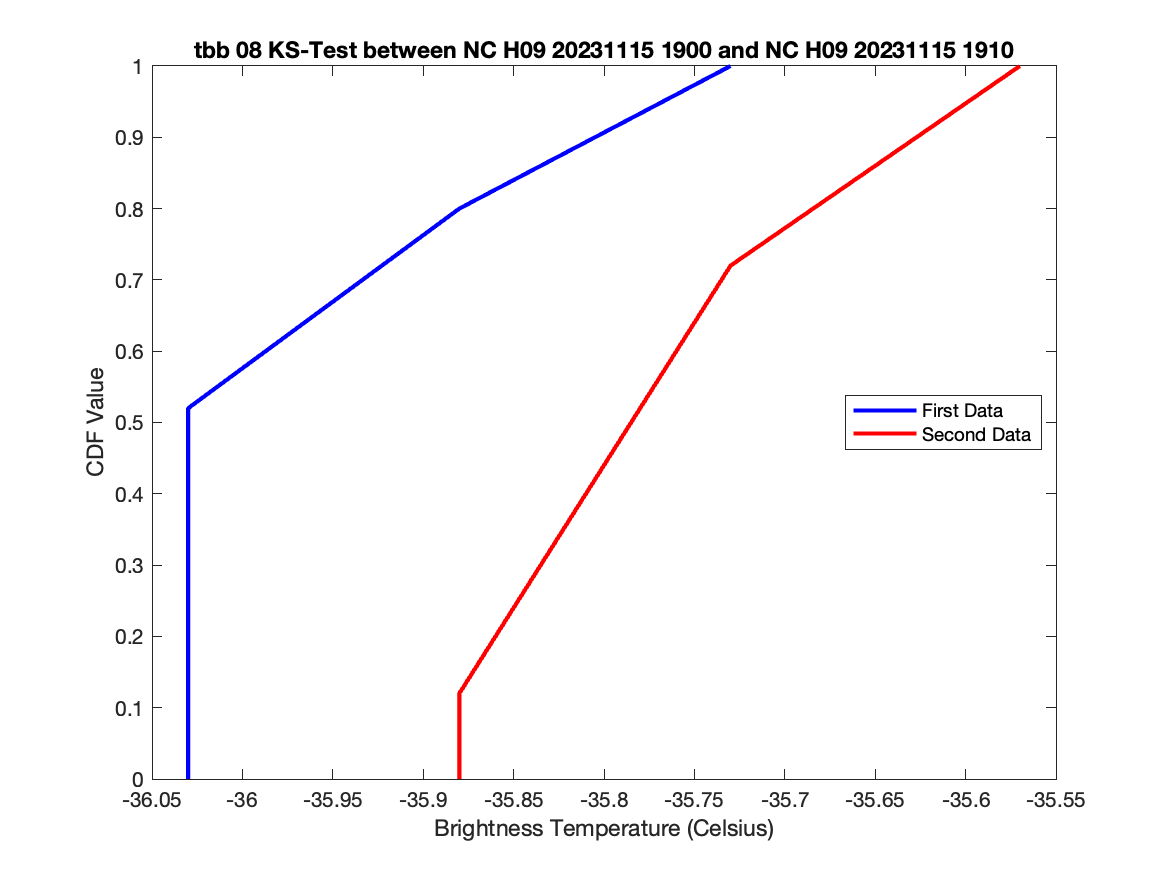 tbb 08 KS-Test between NC H09 20231115 1900 and NC H09 20231115 1910
1
0.9
0.8
0.7
0.6
0.5
0.4
0.3
0.2
0.1
0
CDF Value
First Data
Second Data
-36.05 -36 -35.95 -35.9 -35.85 -35.8 -35.75 -35.7 -35.65 -35.6 -35.55
Brightness Temperature (Celsius)